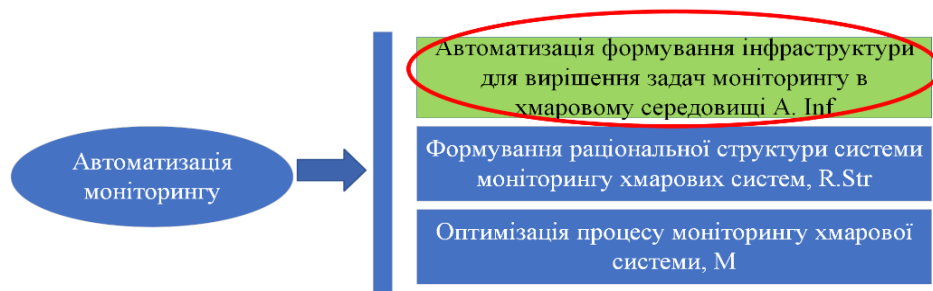 Автоматизація
моніторингу
Автоматизація формування інфраструктури
для вирішення задач моніторингу в
хмаровому середовищі A. Inf
Формування раціональної структури системи
моніторингу хмарових систем, R.Str
Оптимізація процесу моніторингу хмарової
системи, М